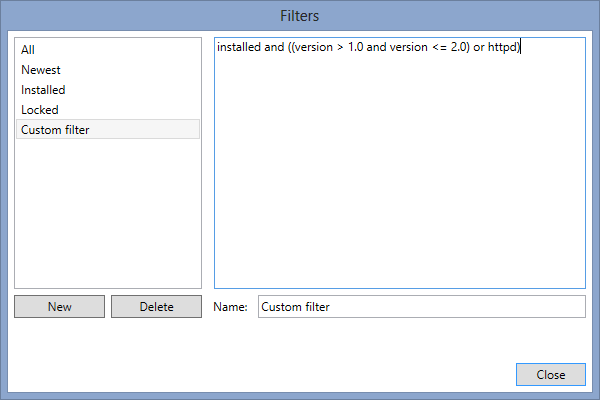 Filters
All
Newest
Installed
Locked
Custom filter
installed and ((version > 1.0 and version <= 2.0) or httpd)
New
Delete
Name:
Custom filter
Close